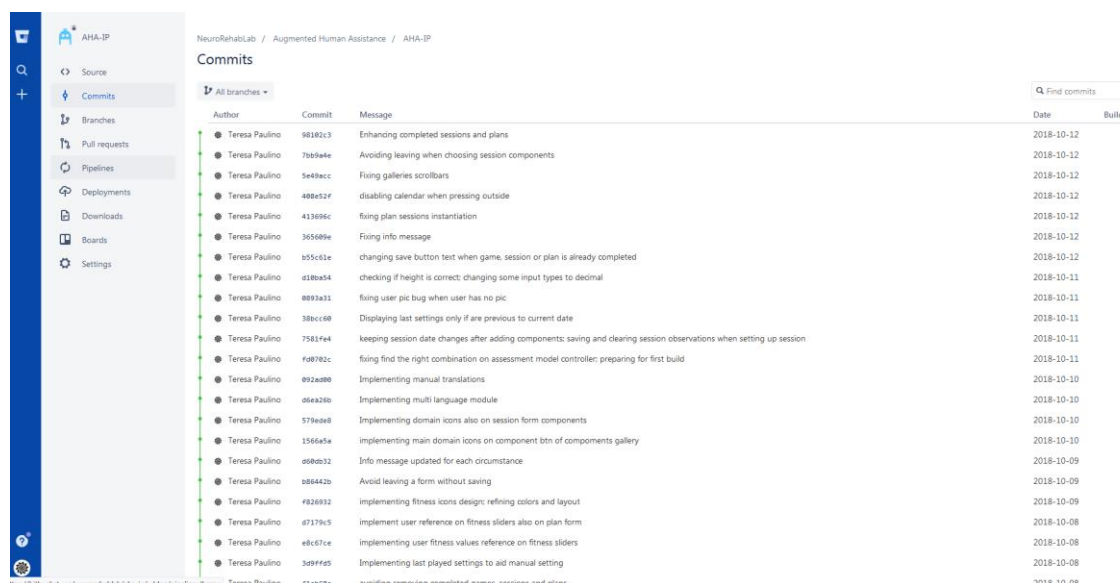 AHA-IP
NeuroRehabLab / Augmented Human Assistance / AHA-IP
Commits
Source
Commits
Branches
Pull requests
Pipelines
Deployments
Downloads
Boards
Settings
All branches
Find commits
Author Commit Message Date Build
Teresa Paulino 98102c3 Enhancing completed sessions and plans 2018-10-12
Teresa Paulino 7bb9a4e Avoiding leaving when choosing session components 2018-10-12
Teresa Paulino 5e49acc Fixing galleries scrollbars 2018-10-12
Teresa Paulino 408e52f disabling calendar when pressing outside 2018-10-12
Teresa Paulino 413696c fixing plan sessions instantiation 2018-10-12
Teresa Paulino 365609e Fixing info message 2018-10-12
Teresa Paulino b55c61e changing save button text when game, session or plan is already completed 2018-10-12
Teresa Paulino d10ba54 checking if height is correct; changing some input types to decimal 2018-10-11
Teresa Paulino 0893a31 fixing user pic bug when user has no pic 2018-10-11
Teresa Paulino 38bcc60 Displaying last settings only if are previous to current date 2018-10-11
Teresa Paulino 7581fe4 keeping session date changes after adding components; saving and clearing session observations when setting up session 2018-10-11
Teresa Paulino fd0702c fixing find the right combination on assessment model controller; preparing for first build 2018-10-11
Teresa Paulino 092ad00 Implementing manual translations 2018-10-10
Teresa Paulino d6ea26b Implementing multi language module 2018-10-10
Teresa Paulino 579ede8 Implementing domain icons also on session form components 2018-10-10
Teresa Paulino 1566a5a implementing main domain icons on component btn of compoments gallery 2018-10-10
Teresa Paulino d60db32 Info message updated for each circumstance 2018-10-09
Teresa Paulino b86442b Avoid leaving a form without saving 2018-10-09
Teresa Paulino f826932 implementing fitness icons design; refining colors and layout 2018-10-09
Teresa Paulino d7179c5 implement user reference on fitness sliders also on plan form 2018-10-08
Teresa Paulino e8c67ce implementing user fitness values reference on fitness sliders 2018-10-08
Teresa Paulino 3d9ffd5 Implementing last played settings to aid manual setting 2018-10-08